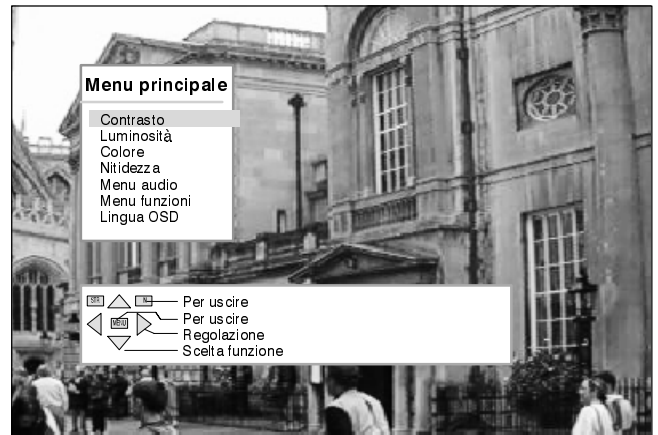 Menu principale
Contrasto
Luminosità
Colore
Nitidezza
Menu audio
Menu funzioni
Lingua OSD
STR
Per uscire
MENU
Per uscire
Regolazione
Scelta funzione